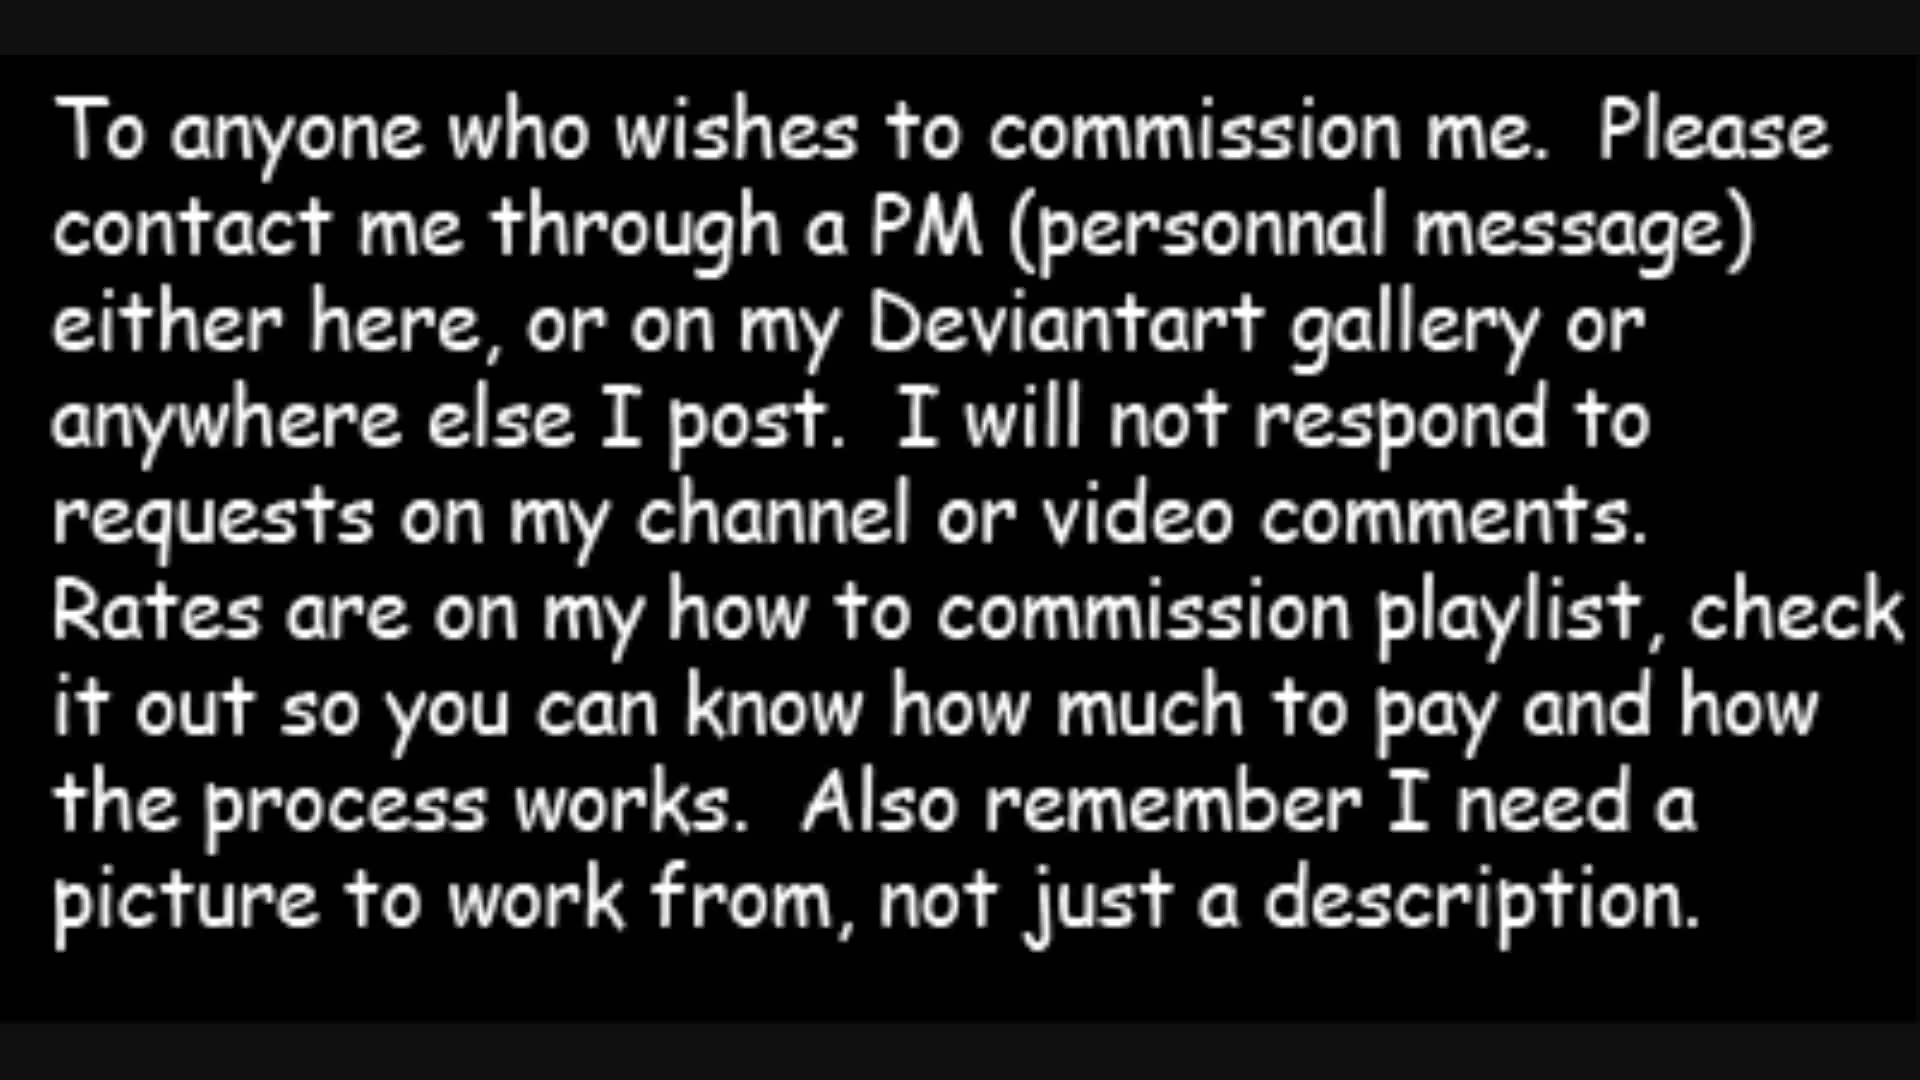 To anyone who wishes to commission me.  Please
contact me through a PM (personnal message)
either here, or on my Deviantart gallery or
anywhere else I post.  I will not respond to
requests on my channel or video comments.
Rates are on my how to commission playlist, check
it out so you can know how much to pay and how
the process works.  Also remember I need a
picture to work from, not just a description.